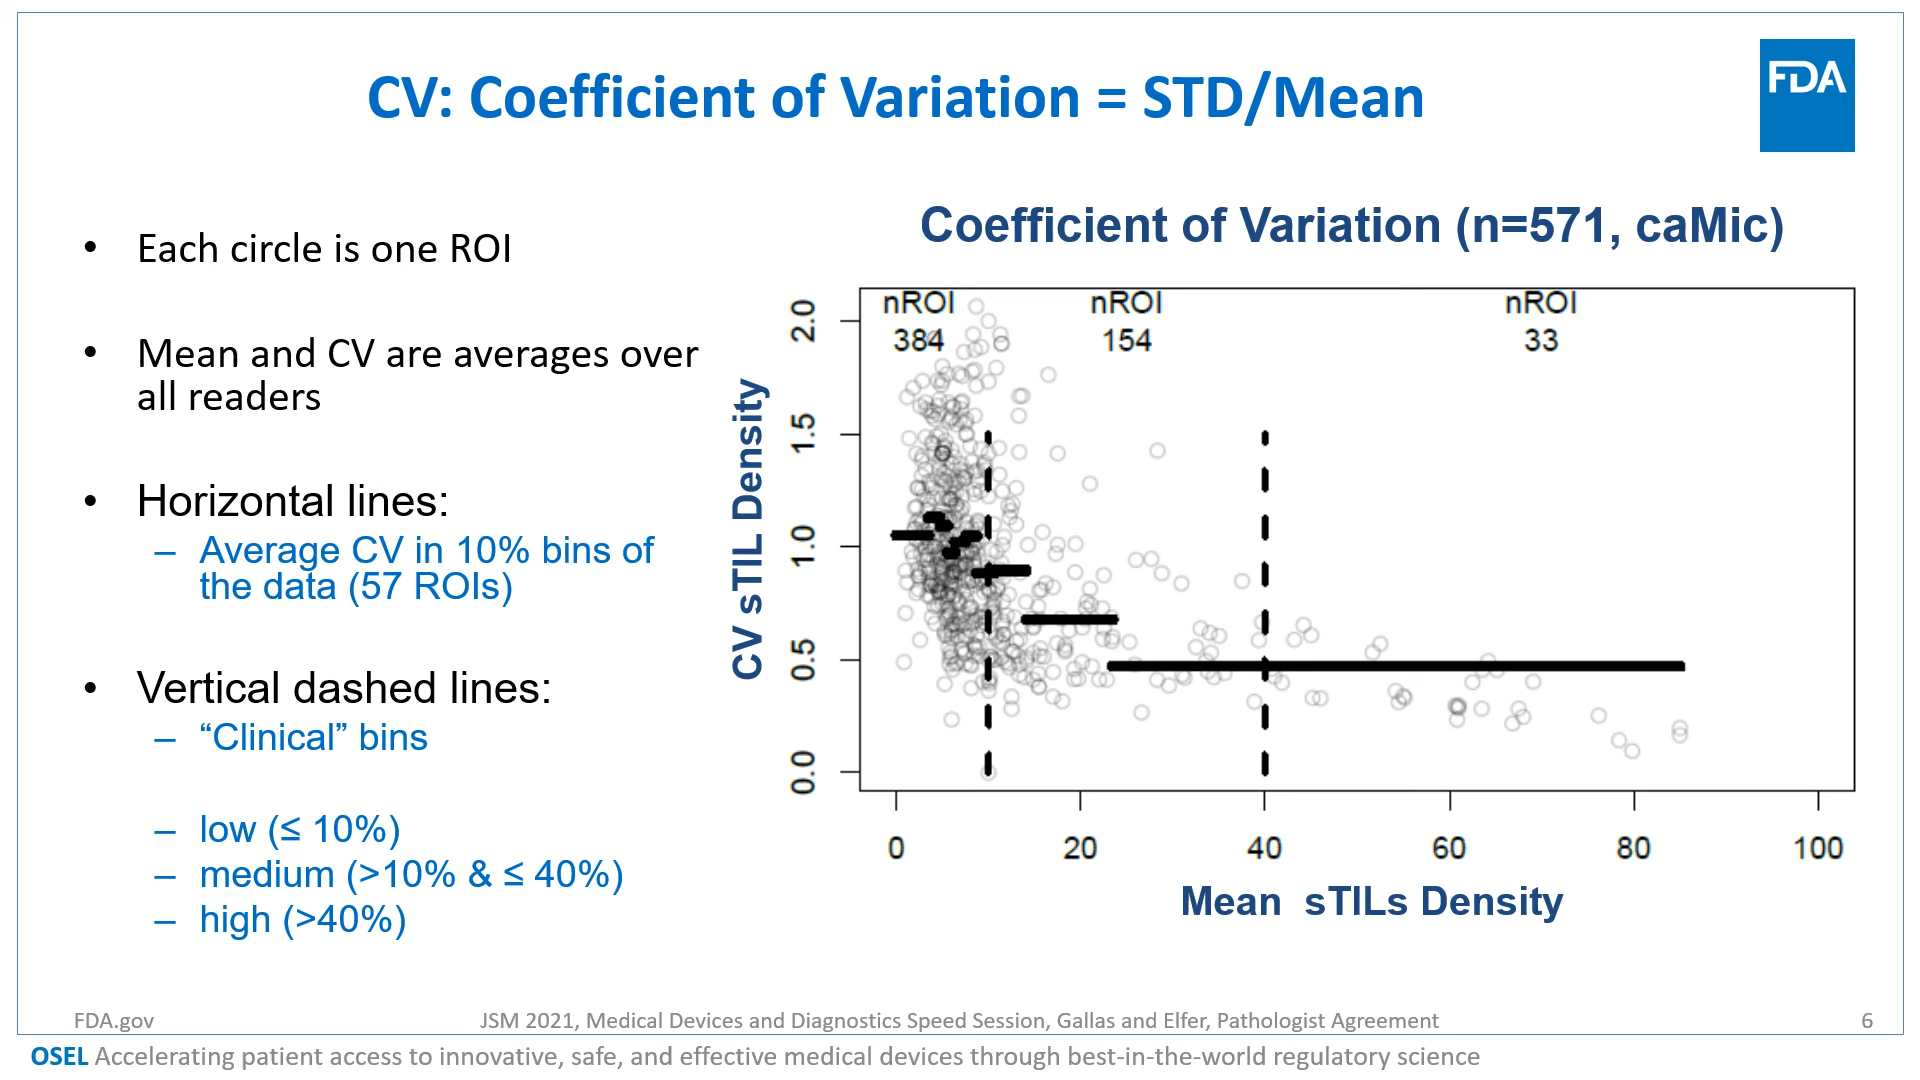 CV: Coefficient of Variation = STD/Mean
FDA
• Each circle is one ROI
• Mean and CV are averages over
all readers
• Horizontal lines:
– Average CV in 10% bins of
the data (57 ROIs)
• Vertical dashed lines:
– “Clinical” bins
– low (≤ 10%)
– medium (>10% & ≤ 40%)
– high (>40%)
Coefficient of Variation (n=571, caMic)
nROI nROI nROI
384 154 33
CV sTIL Density
2.0
1.5
1.0
0.5
0.0
0 20 40 60 80 100
Mean sTILs Density
FDA.gov
JSM 2021, Medical Devices and Diagnostics Speed Session, Gallas and Elfer, Pathologist Agreement
6
OSEL Accelerating patient access to innovative, safe, and effective medical devices through best-in-the-world regulatory science